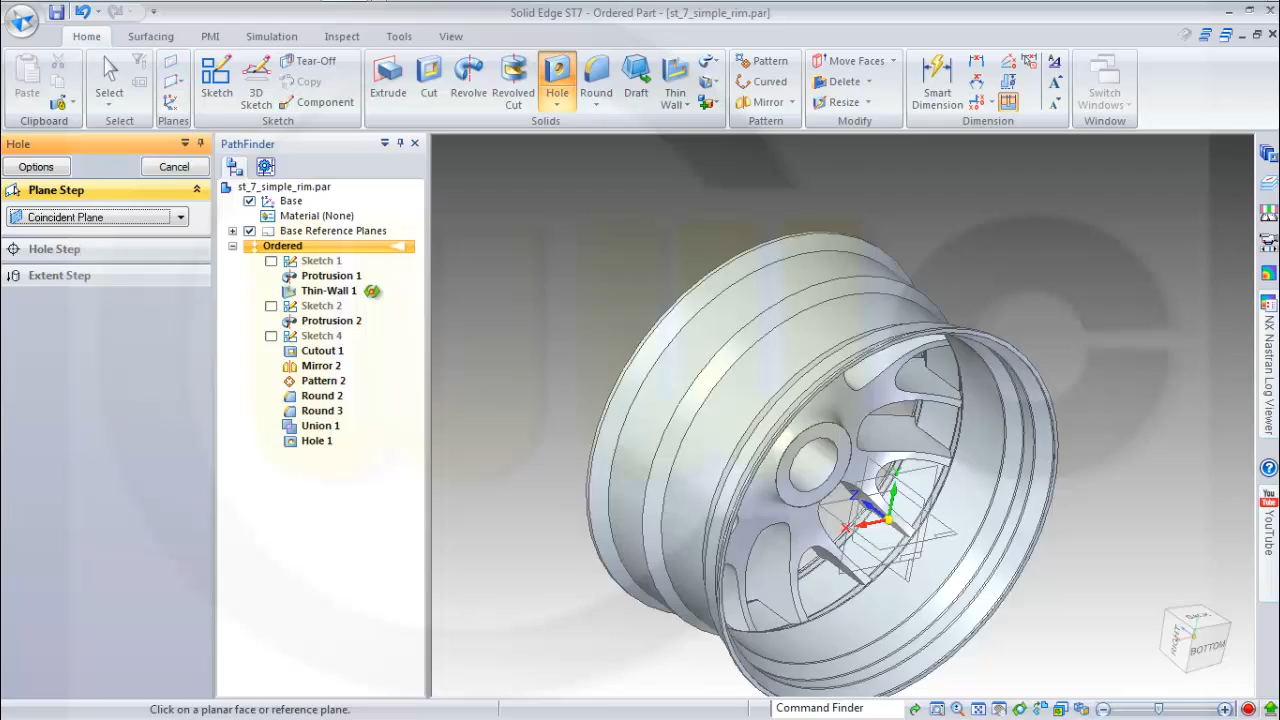 Solid Edge ST7 - Ordered Part - [st_7_simple_rim.par]
Home Surfacing PMI Simulation Inspect Tools View
Paste
Clipboard
Select
Select
Planes
Sketch
3D Sketch
Tear-Off
Copy
Component
Sketch
Extrude
Cut
Revolve
Revolved Cut
Hole
Round
Draft
Thin Wall
Solids
Pattern
Curved
Mirror
Pattern
Move Faces
Delete
Resize
Modify
Smart Dimension
Dimension
Switch Windows
Window
Hole
Options Cancel
Plane Step
Coincident Plane
Hole Step
Extent Step
PathFinder
st_7_simple_rim.par
Base
Material (None)
Base Reference Planes
Ordered
Sketch 1
Protrusion 1
Thin-Wall 1
Sketch 2
Protrusion 2
Sketch 4
Cutout 1
Mirror 2
Pattern 2
Round 2
Round 3
Union 1
Hole 1
Z
X
BACK
RIGHT
BOTTOM
NX Nastran Log Viewer
You Tube
YouTube
Click on a planar face or reference plane.
Command Finder